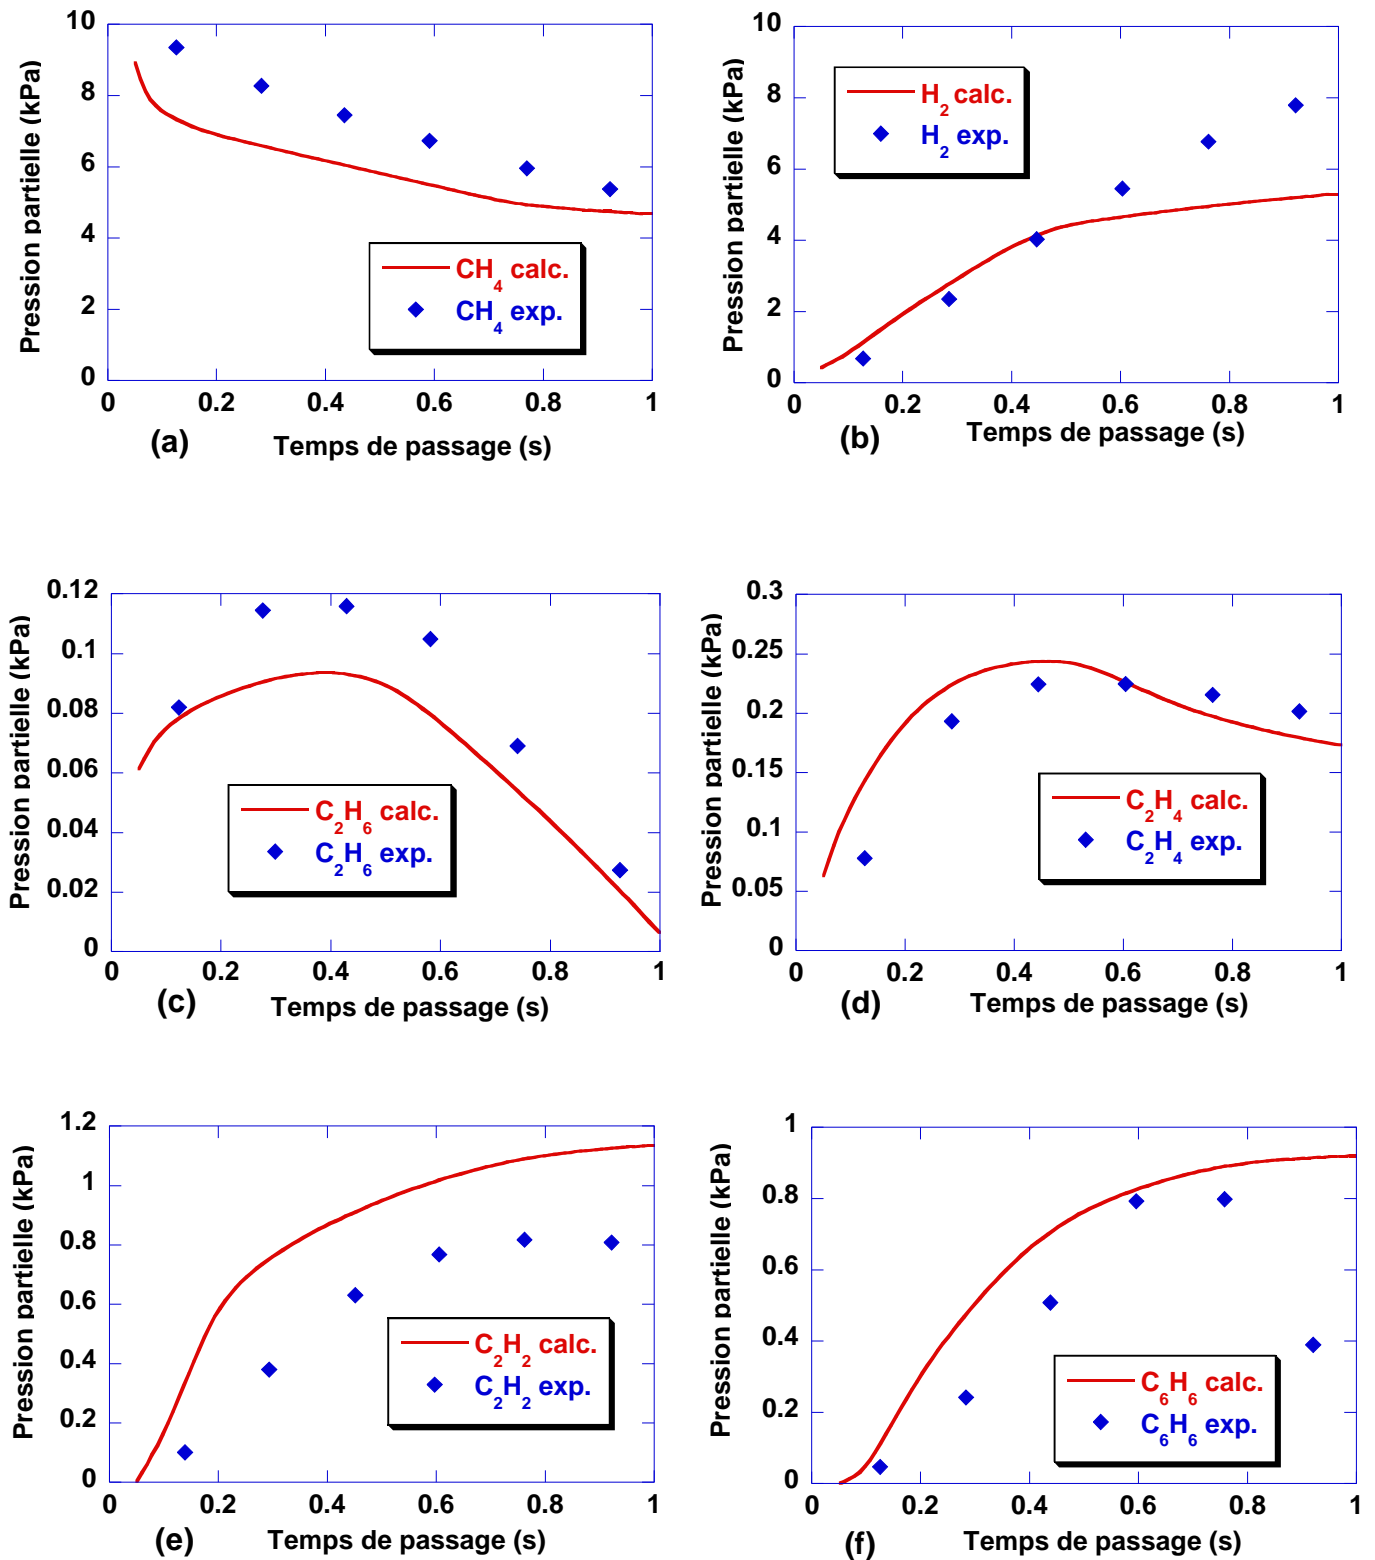 10
8
6
4
2
0
Pression partielle (kPa)
CH4 calc.
CH4 exp.
0 0.2 0.4 0.6 0.8 1
(a) Temps de passage (s)
10
8
6
4
2
0
Pression partielle (kPa)
H2 calc.
H2 exp.
0 0.2 0.4 0.6 0.8 1
(b) Temps de passage (s)
0.12
0.1
0.08
0.06
0.04
0.02
0
Pression partielle (kPa)
C2H6 calc.
C2H6 exp.
0 0.2 0.4 0.6 0.8 1
(c) Temps de passage (s)
0.3
0.25
0.2
0.15
0.1
0.05
0
Pression partielle (kPa)
C2H4 calc.
C2H4 exp.
0 0.2 0.4 0.6 0.8 1
(d) Temps de passage (s)
1.2
1
0.8
0.6
0.4
0.2
0
Pression partielle (kPa)
C2H2 calc.
C2H2 exp.
0 0.2 0.4 0.6 0.8 1
(e) Temps de passage (s)
1
0.8
0.6
0.4
0.2
0
Pression partielle (kPa)
C6H6 calc.
C6H6 exp.
0 0.2 0.4 0.6 0.8 1
(f) Temps de passage (s)